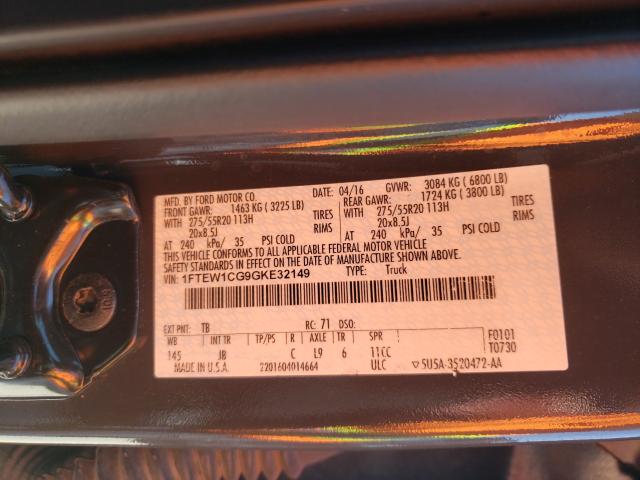 MFD. BY FORD MOTOR CO.
DATE: 04/16 GVWR: 3084 KG ( 6800 LB)
FRONT GAWR: 1463 KG ( 3225 LB)
REAR GAWR: 1724 KG ( 3800 LB)
WITH 275/55R20 113H TIRES
WITH 275/55R20 113H TIRES
20x8.5J RIMS
20x8.5J RIMS
AT 240 kPa/ 35 PSI COLD
AT 240 kPa/ 35 PSI COLD
THIS VEHICLE CONFORMS TO ALL APPLICABLE FEDERAL MOTOR VEHICLE
SAFETY STANDARDS IN EFFECT ON THE DATE OF MANUFACTURE SHOWN ABOVE.
VIN: 1FTEW1CG9GKE32149 TYPE: Truck
EXT PNT: TB RC: 71 DSO:
WB INT TR TP/PS R AXLE TR SPR
145 JB C L9 6 11CC
F0101
T0730
MADE IN U.S.A. 2201604014664 ULC 5U5A-3520472-AA